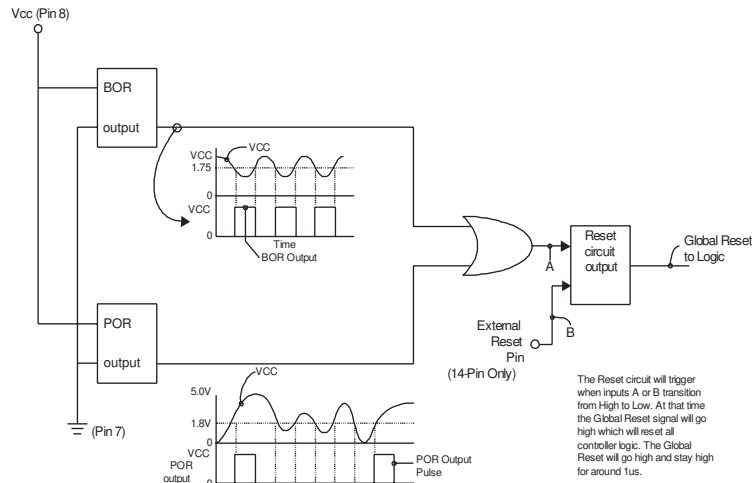 Vcc (Pin 8)
BOR
output
VCC
VCC
1.75
0
VCC
0
Time
BOR Output
Reset
circuit
output
Global Reset
to Logic
A
B
External
Reset
Pin
(14-Pin Only)
POR
output
(Pin 7)
VCC
5.0V
1.8V
0
VCC
POR
output
POR Output
Pulse
The Reset circuit will trigger
when inputs A or B transition
from High to Low. At that time
the Global Reset signal will go
high which will reset all
controller logic. The Global
Reset will go high and stay high
for around 1us.